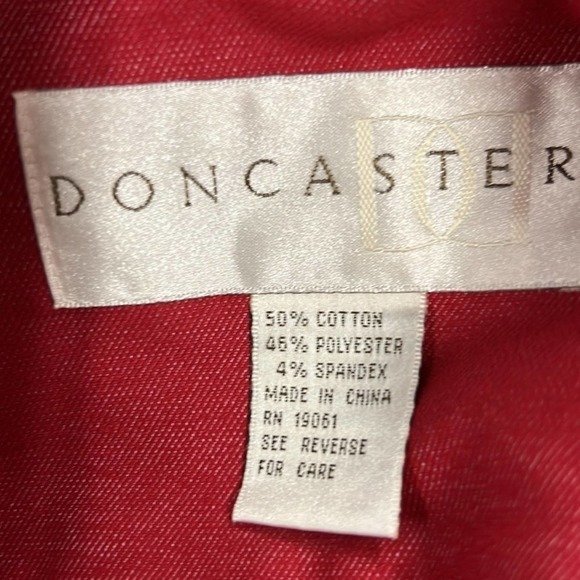 DONCASTER
50% COTTON
46% POLYESTER
4% SPANDEX
MADE IN CHINA
RN 19061
SEE REVERSE
FOR CARE